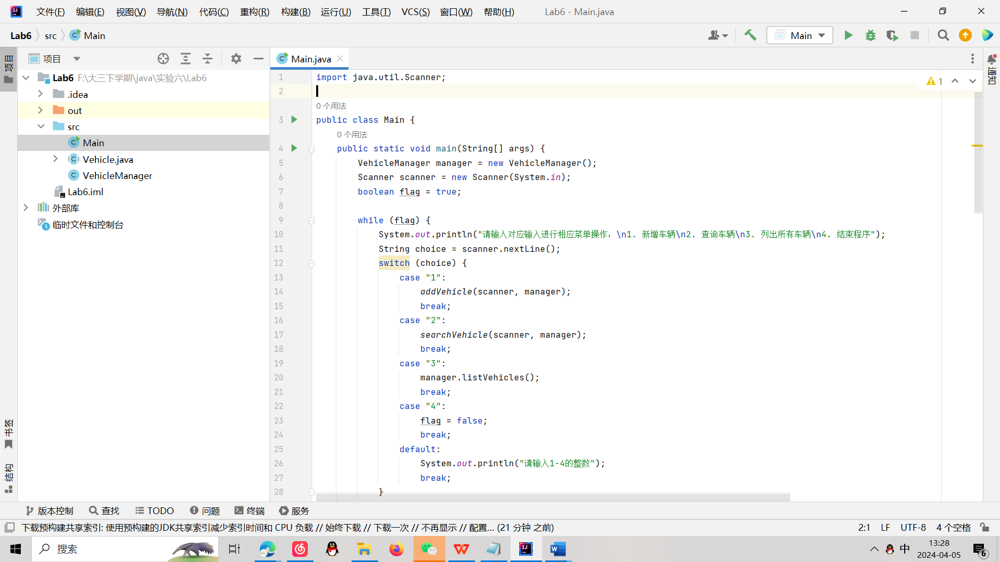 文件(F) 编辑(E) 视图(V) 导航(N) 代码(C) 重构(R) 构建(B) 运行(U) 工具(T) VCS(S) 窗口(W) 帮助(H) Lab6 - Main.java
Lab6 src Main
Main
项目
Main.java
项目
通知
Lab6 F:\大三下学期\java\实验六\Lab6
.idea
out
src
Main
Vehicle.java
VehicleManager
Lab6.iml
外部库
临时文件和控制台
书签
结构
1
1 import java.util.Scanner;
2
0 个用法
3 public class Main {
0 个用法
4 public static void main(String[] args) {
5 VehicleManager manager = new VehicleManager();
6 Scanner scanner = new Scanner(System.in);
7 boolean flag = true;
8
9 while (flag) {
10 System.out.println("请输入对应输入进行相应菜单操作：\n1. 新增车辆\n2. 查询车辆\n3. 列出所有车辆\n4. 结束程序");
11 String choice = scanner.nextLine();
12 switch (choice) {
13 case "1":
14 addVehicle(scanner, manager);
15 break;
16 case "2":
17 searchVehicle(scanner, manager);
18 break;
19 case "3":
20 manager.listVehicles();
21 break;
22 case "4":
23 flag = false;
24 break;
25 default:
26 System.out.println("请输入1-4的整数");
27 break;
28 }
版本控制 查找 TODO 问题 终端 服务
下载预构建共享索引: 使用预构建的JDK共享索引减少索引时间和 CPU 负载 // 始终下载 // 下载一次 // 不再显示 // 配置... (21 分钟 之前) 2:1 LF UTF-8 4 个空格
搜索
中
13:28
2024-04-05
6